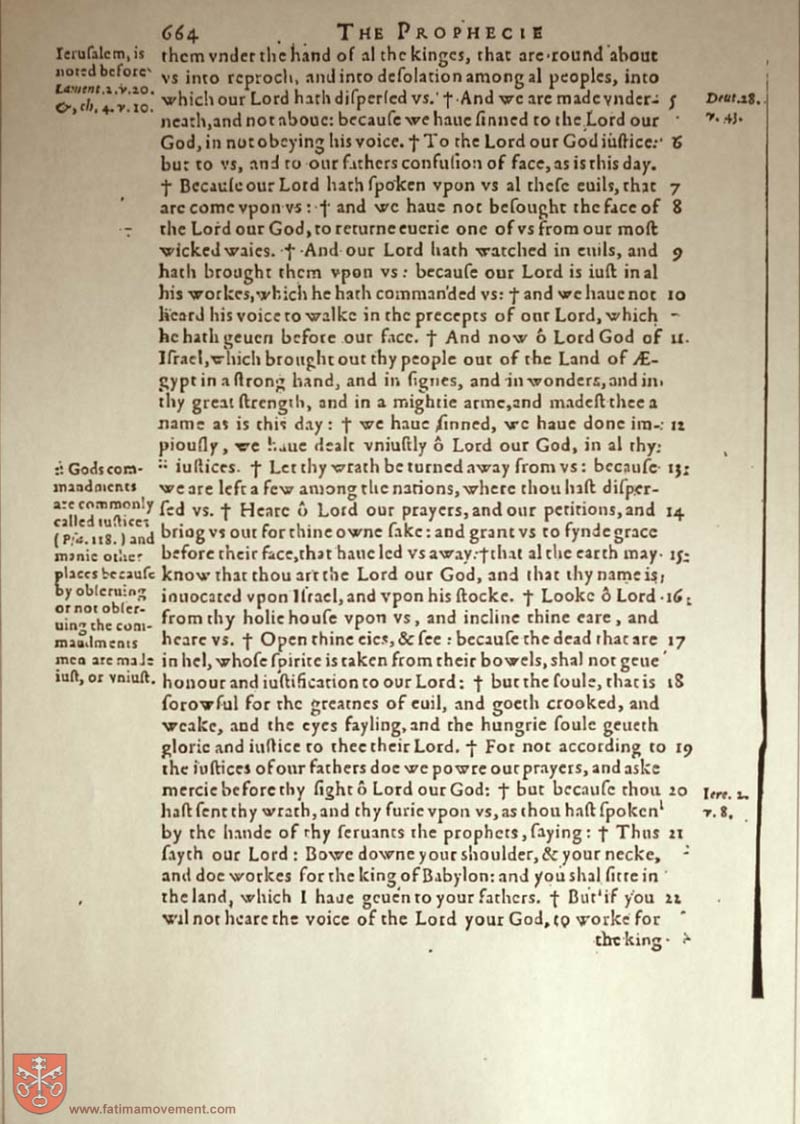 664 THE PROPHECIE
Ierusalem, is
noted before
Lament. 2. v. 20.
&, ch, 4. v. 10.
them vnder the hand of al the kinges, that are round about
vs into reproch, and into desolation among al peoples, into
which our Lord hath dispersed vs. † And we are made vnder- 5
neath, and not aboue: because we haue sinned to the Lord our
God, in not obeying his voice. † To the Lord our God iustice: 6
but to vs, and to our fathers confusion of face, as is this day.
† Because our Lord hath spoken vpon vs al these euils, that 7
are come vpon vs: † and we haue not besought the face of 8
the Lord our God, to returne euerie one of vs from our most
wicked waies. † And our Lord hath watched in euils, and 9
hath brought them vpon vs: because our Lord is iust in al
his workes, which he hath commanded vs: † and we haue not 10
heard his voice to walke in the precepts of our Lord, which
he hath geuen before our face. † And now ô Lord God of 11.
Israel, which brought out thy people out of the Land of Æ-
gypt in a strong hand, and in signes, and in wonders, and in
thy great strength, and in a mightie arme, and madest thee a
name as is this day: † we haue sinned, we haue done im- 12
piously, we haue dealt vniustly ô Lord our God, in al thy
:: iustices. † Let thy wrath be turned away from vs: because 13
we are left a few among the nations, where thou hast disper-
sed vs. † Heare ô Lord our prayers, and our petitions, and 14
bring vs out for thine owne sake: and grant vs to fynde grace
before their face, that haue led vs away: † that al the earth may 15
know that thou art the Lord our God, and that thy name is
inuocated vpon Israel, and vpon his stocke. † Looke ô Lord 16
from thy holie house vpon vs, and incline thine eare, and
heare vs. † Open thine eies, & see: because the dead that are 17
in hel, whose spirite is taken from their bowels, shal not geue
honour and iustification to our Lord: † but the soule, that is 18
sorowful for the greatnes of euil, and goeth crooked, and
weake, and the eyes fayling, and the hungrie soule geueth
glorie and iustice to thee their Lord. † For not according to 19
the iustices of our fathers doe we powre out prayers, and aske
mercie before thy sight ô Lord our God: † but because thou 20
hast sent thy wrath, and thy furie vpon vs, as thou hast spoken
by the hande of thy seruants the prophets, saying: † Thus 21
sayth our Lord: Bowe downe your shoulder, & your necke,
and doe workes for the king of Babylon: and you shal sitte in
the land, which I haue geuen to your fathers. † But if you 22
wil not heare the voice of the Lord your God, to worke for
the king
:: Gods com-
mandments
are commonly
called iustices
(Psa. 118.) and
manie other
places because
by obseruing
or not obser-
uing the com-
mandments
men are made
iust, or vniust.
Deut. 28.
v. 43.
Iere. 2.
v. 8.
www.fatimamovement.com